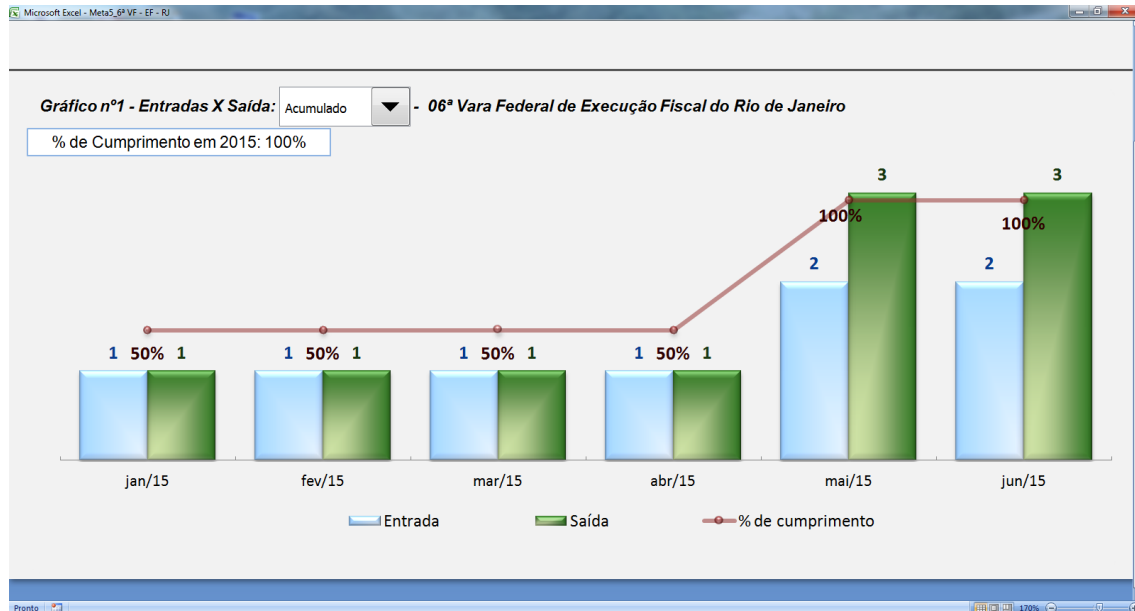 Microsoft Excel - Meta5_6ª VF - EF - RJ
Gráfico nº1 - Entradas X Saída: Acumulado - 06ª Vara Federal de Execução Fiscal do Rio de Janeiro
% de Cumprimento em 2015: 100%
3 3
100% 100%
2 2
1 50% 1 1 50% 1 1 50% 1 1 50% 1
jan/15 fev/15 mar/15 abr/15 mai/15 jun/15
Entrada Saída % de cumprimento
Pronto 170%